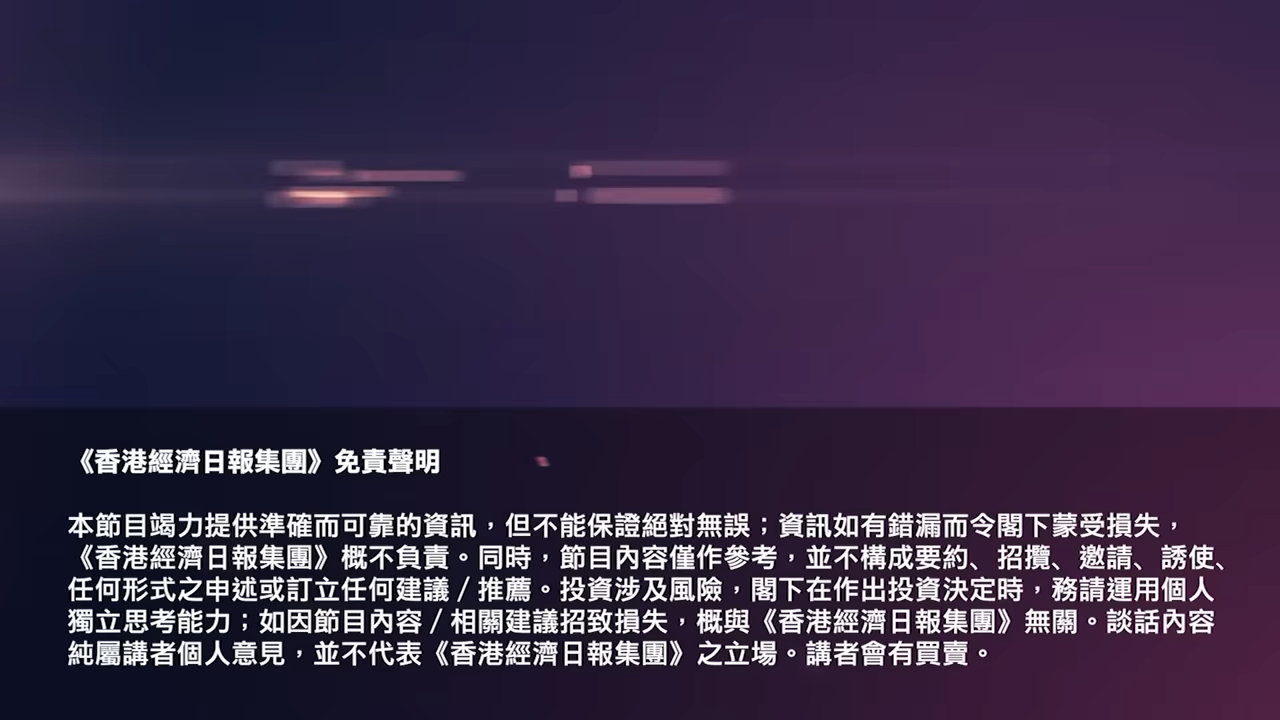 《香港經濟日報集團》免責聲明
本節目竭力提供準確而可靠的資訊，但不能保證絕對無誤；資訊如有錯漏而令閣下蒙受損失，
《香港經濟日報集團》概不負責。同時，節目內容僅作參考，並不構成要約、招攬、邀請、誘使、
任何形式之申述或訂立任何建議/推薦。投資涉及風險，閣下在作出投資決定時，務請運用個人
獨立思考能力；如因節目內容/相關建議招致損失，概與《香港經濟日報集團》無關。談話內容
純屬講者個人意見，並不代表《香港經濟日報集團》之立場。講者會有買賣。